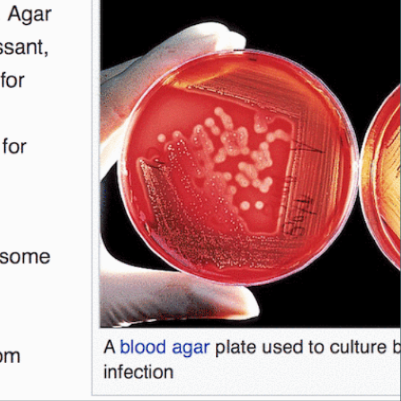 Agar
ssant,
for
for
some
om
A blood agar plate used to culture b
infection